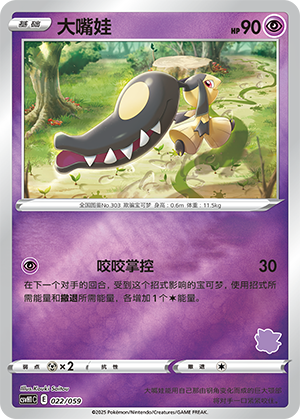 基础 大嘴娃 HP90
全国图鉴No.303 欺骗宝可梦 身高:0.6m 体重:11.5kg
咬咬掌控 30
在下一个对手的回合,受到这个招式影响的宝可梦,使用招式所
需能量和撤退所需能量,各增加1个能量。
弱点 ×2 抗性 撤退
Illus.Kouki Saitou
csvH1 C E 022/059
©2025 Pokémon/Nintendo/Creatures/GAME FREAK.